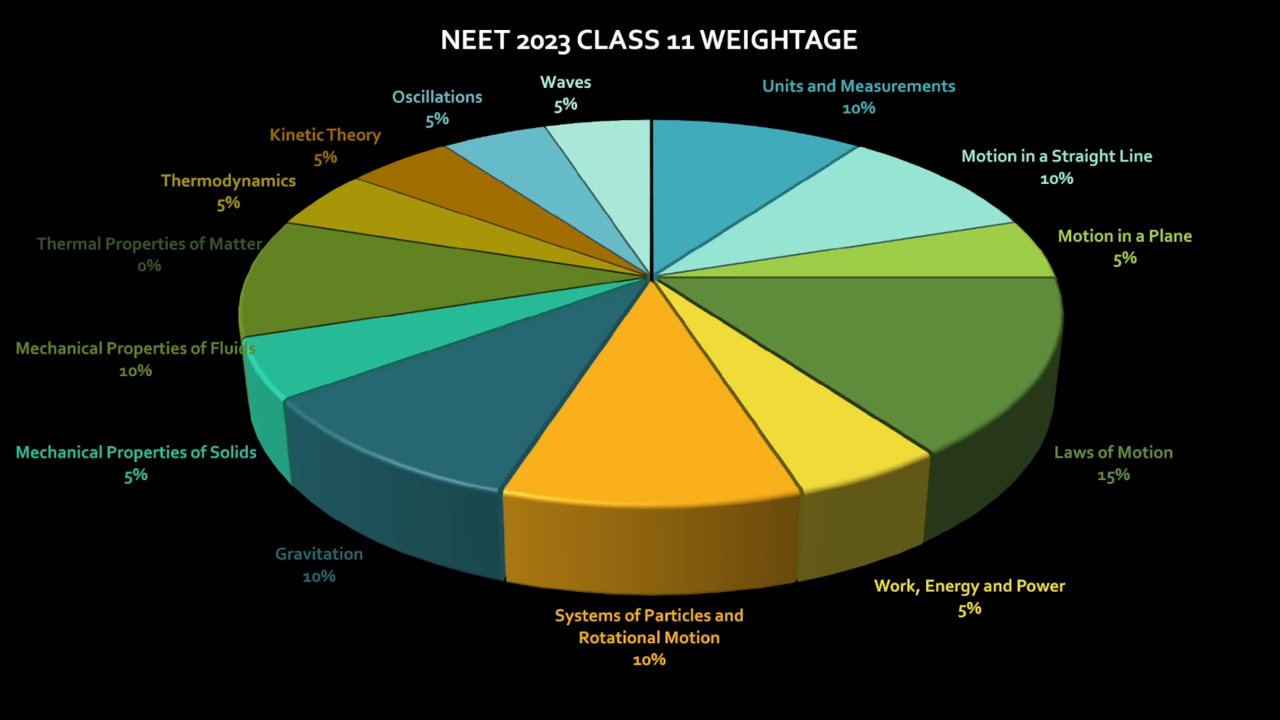 NEET 2023 CLASS 11 WEIGHTAGE
Waves
5%
Units and Measurements
10%
Oscillations
5%
Kinetic Theory
5%
Motion in a Straight Line
10%
Thermodynamics
5%
Motion in a Plane
5%
Thermal Properties of Matter
0%
Mechanical Properties of Fluids
10%
Mechanical Properties of Solids
5%
Laws of Motion
15%
Gravitation
10%
Work, Energy and Power
5%
Systems of Particles and
Rotational Motion
10%